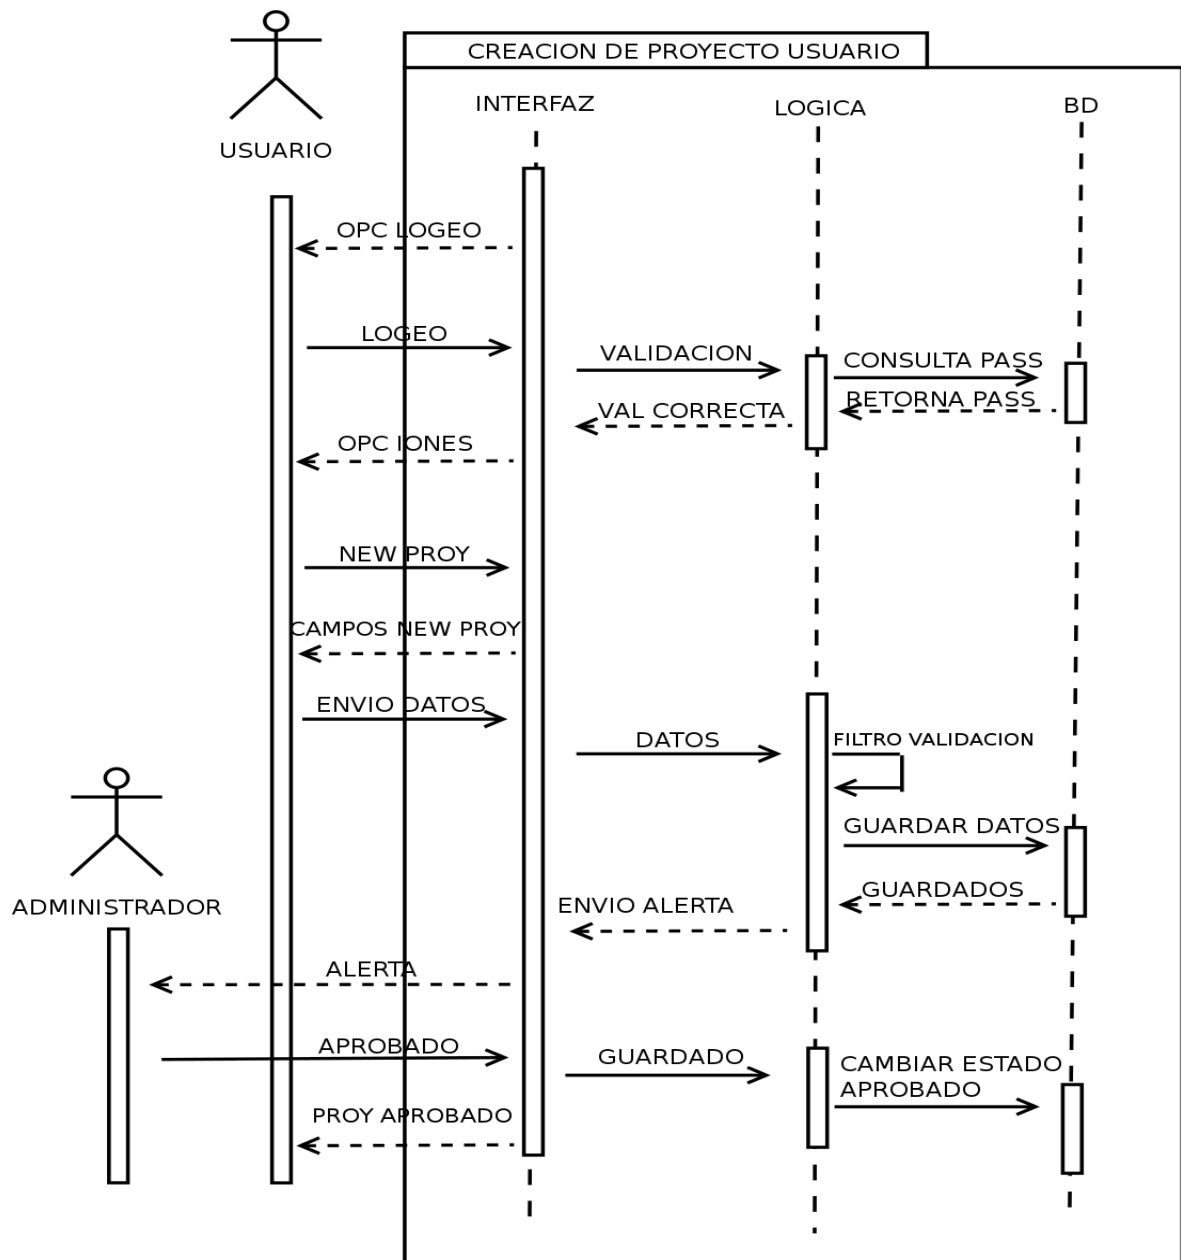 CREACION DE PROYECTO USUARIO
INTERFAZ
LOGICA
BD
USUARIO
OPC LOGEO
LOGEO
VALIDACION
CONSULTA PASS
RETORNA PASS
VAL CORRECTA
OPC IONES
NEW PROY
CAMPOS NEW PROY
ENVIO DATOS
DATOS
FILTRO VALIDACION
GUARDAR DATOS
GUARDADOS
ENVIO ALERTA
ADMINISTRADOR
ALERTA
APROBADO
GUARDADO
CAMBIAR ESTADO
APROBADO
PROY APROBADO